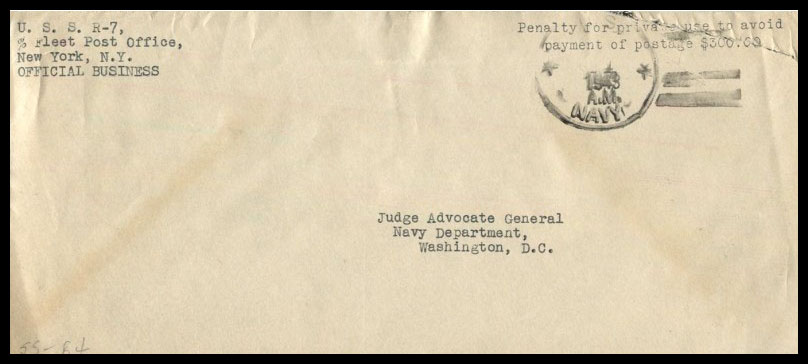 U. S. S. R-7,
% Fleet Post Office,
New York, N.Y.
OFFICIAL BUSINESS
Penalty for private use to avoid
payment of postage $300.00
1943
A.M.
NAVY
Judge Advocate General
Navy Department,
Washington, D.C.